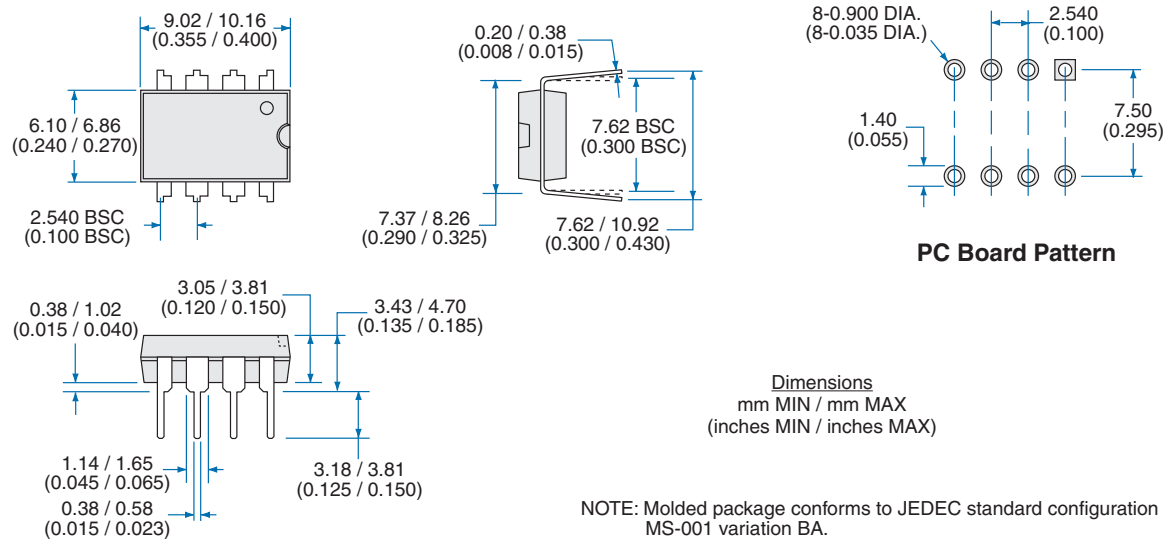 9.02 / 10.16
(0.355 / 0.400)
6.10 / 6.86
(0.240 / 0.270)
2.540 BSC
(0.100 BSC)
0.20 / 0.38
(0.008 / 0.015)
7.62 BSC
(0.300 BSC)
7.37 / 8.26
(0.290 / 0.325)
7.62 / 10.92
(0.300 / 0.430)
8-0.900 DIA.
(8-0.035 DIA.)
2.540
(0.100)
1.40
(0.055)
7.50
(0.295)
PC Board Pattern
0.38 / 1.02
(0.015 / 0.040)
3.05 / 3.81
(0.120 / 0.150)
3.43 / 4.70
(0.135 / 0.185)
1.14 / 1.65
(0.045 / 0.065)
0.38 / 0.58
(0.015 / 0.023)
3.18 / 3.81
(0.125 / 0.150)
Dimensions
mm MIN / mm MAX
(inches MIN / inches MAX)
NOTE: Molded package conforms to JEDEC standard configuration
MS-001 variation BA.